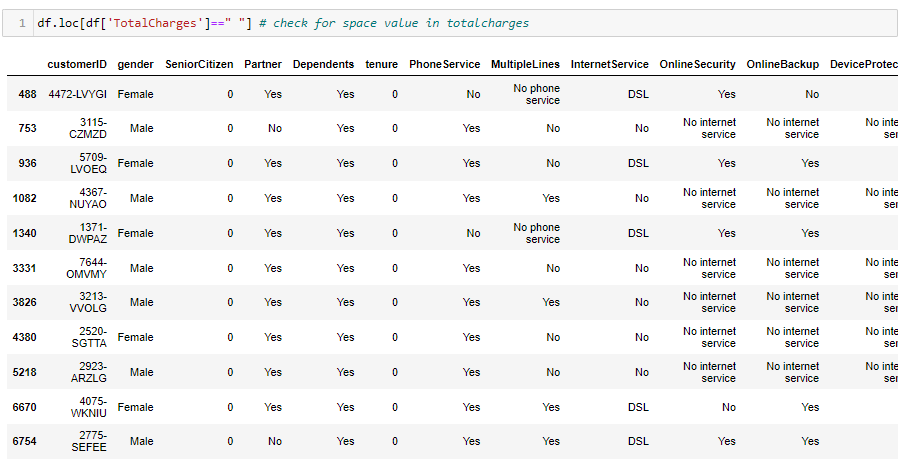 1 df.loc[df['TotalCharges']==" "] # check for space value in totalcharges
customerID gender SeniorCitizen Partner Dependents tenure PhoneService MultipleLines InternetService OnlineSecurity OnlineBackup DeviceProtec
488 4472-LVYGI Female 0 Yes Yes 0 No No phone service DSL Yes No
753 3115-CZMZD Male 0 No Yes 0 Yes No No No internet service No internet service No inte ser
936 5709-LVOEQ Female 0 Yes Yes 0 Yes No DSL Yes Yes
1082 4367-NUYAO Male 0 Yes Yes 0 Yes Yes No No internet service No internet service No inte ser
1340 1371-DWPAZ Female 0 Yes Yes 0 No No phone service DSL Yes Yes
3331 7644-OMVMY Male 0 Yes Yes 0 Yes No No No internet service No internet service No inte ser
3826 3213-VVOLG Male 0 Yes Yes 0 Yes Yes No No internet service No internet service No inte ser
4380 2520-SGTTA Female 0 Yes Yes 0 Yes No No No internet service No internet service No inte ser
5218 2923-ARZLG Male 0 Yes Yes 0 Yes No No No internet service No internet service No inte ser
6670 4075-WKNIU Female 0 Yes Yes 0 Yes Yes DSL No Yes
6754 2775-SEFEE Male 0 No Yes 0 Yes Yes DSL Yes Yes